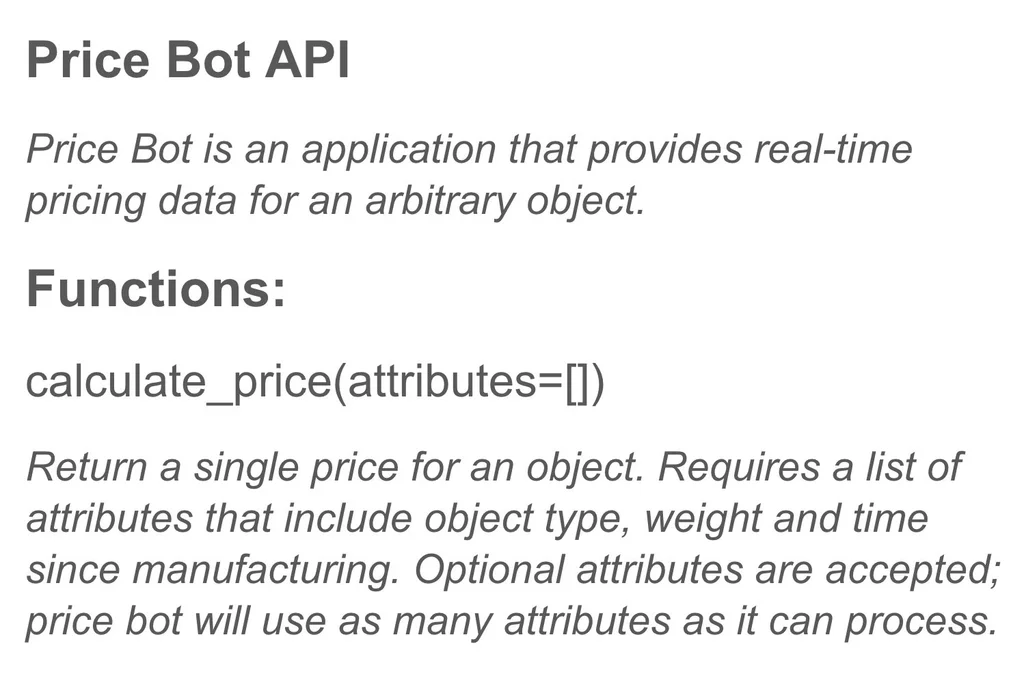 Price Bot API
Price Bot is an application that provides real-time
pricing data for an arbitrary object.
Functions:
calculate_price(attributes=[])
Return a single price for an object. Requires a list of
attributes that include object type, weight and time
since manufacturing. Optional attributes are accepted;
price bot will use as many attributes as it can process.